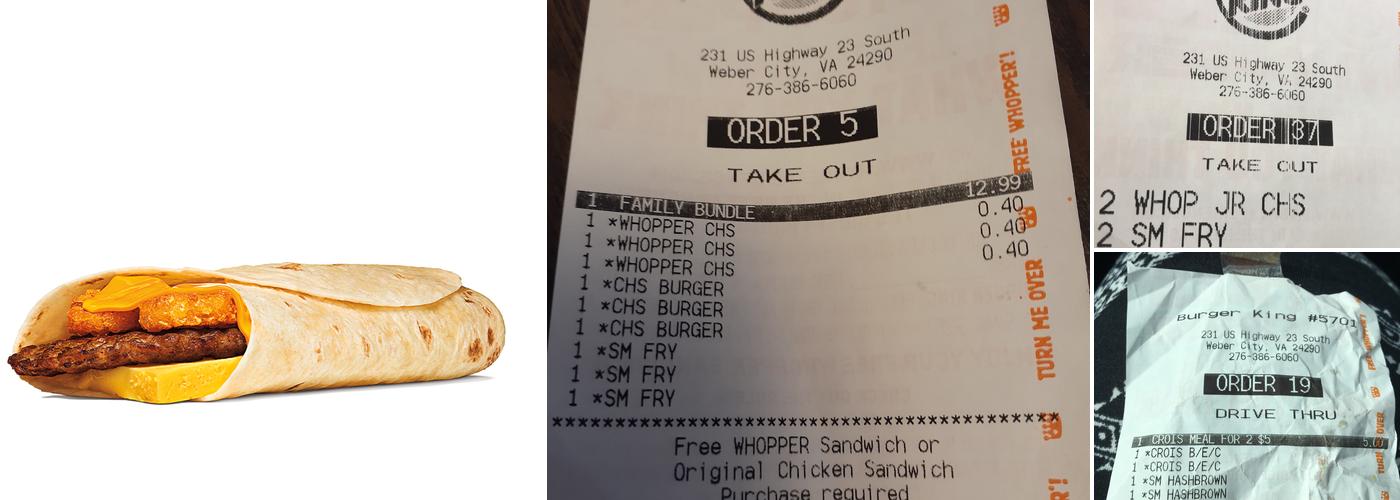 231 US Highway 23 South
Weber City, VA 24290
276-386-6060
ORDER 5
TAKE OUT
1 FAMILY BUNDLE 12.99
1 *WHOPPER CHS 0.40
1 *WHOPPER CHS 0.40
1 *WHOPPER CHS 0.40
1 *CHS BURGER
1 *CHS BURGER
1 *CHS BURGER
1 *SM FRY
1 *SM FRY
1 *SM FRY
****************************************
Free WHOPPER Sandwich or
Original Chicken Sandwich
Purchase required
FREE WHOPPER!
TURN ME OVER
R'!
KING
231 US Highway 23 South
Weber City, VA 24290
276-386-6060
ORDER 37
TAKE OUT
2 WHOP JR CHS
2 SM FRY
Burger King #5701
231 US Highway 23 South
Weber City, VA 24290
276-386-6060
ORDER 19
DRIVE THRU
1 CROIS MEAL FOR 2 $5 5.00
1 *CROIS B/E/C
1 *CROIS B/E/C
1 *SM HASHBROWN
1 *SM HASHBROWN
OVER